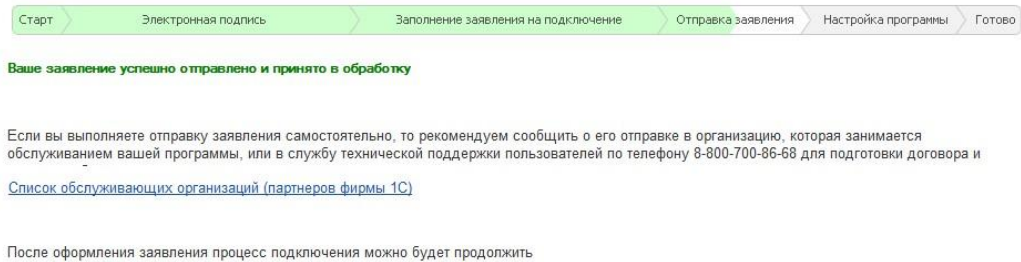 Старт Электронная подпись Заполнение заявления на подключение Отправка заявления Настройка программы Готово
Ваше заявление успешно отправлено и принято в обработку
Если вы выполняете отправку заявления самостоятельно, то рекомендуем сообщить о его отправке в организацию, которая занимается
обслуживанием вашей программы, или в службу технической поддержки пользователей по телефону 8-800-700-86-68 для подготовки договора и
Список обслуживающих организаций (партнеров фирмы 1С)
После оформления заявления процесс подключения можно будет продолжить